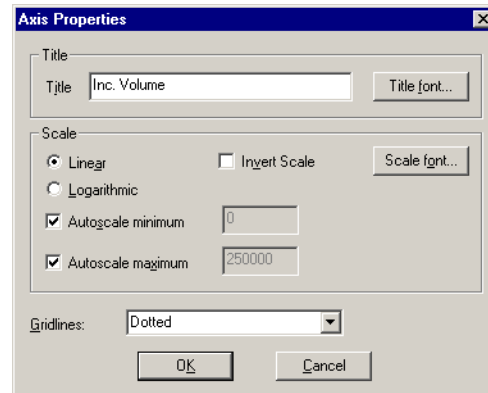 Axis Properties
Title
Title Inc. Volume Title font...
Scale
Linear Invert Scale Scale font...
Logarithmic
Autoscale minimum 0
Autoscale maximum 250000
Gridlines: Dotted
OK Cancel